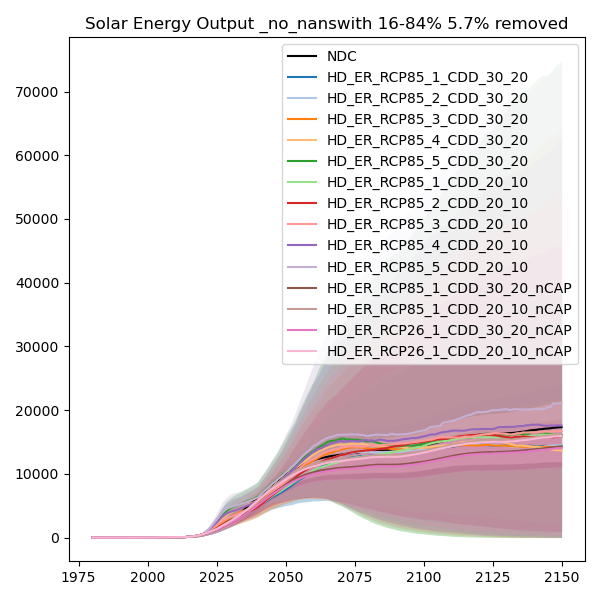 Solar Energy Output _no_nanswith 16-84% 5.7% removed
NDC
HD_ER_RCP85_1_CDD_30_20
HD_ER_RCP85_2_CDD_30_20
HD_ER_RCP85_3_CDD_30_20
HD_ER_RCP85_4_CDD_30_20
HD_ER_RCP85_5_CDD_30_20
HD_ER_RCP85_1_CDD_20_10
HD_ER_RCP85_2_CDD_20_10
HD_ER_RCP85_3_CDD_20_10
HD_ER_RCP85_4_CDD_20_10
HD_ER_RCP85_5_CDD_20_10
HD_ER_RCP85_1_CDD_30_20_nCAP
HD_ER_RCP85_1_CDD_20_10_nCAP
HD_ER_RCP26_1_CDD_30_20_nCAP
HD_ER_RCP26_1_CDD_20_10_nCAP
70000
60000
50000
40000
30000
20000
10000
0
1975 2000 2025 2050 2075 2100 2125 2150